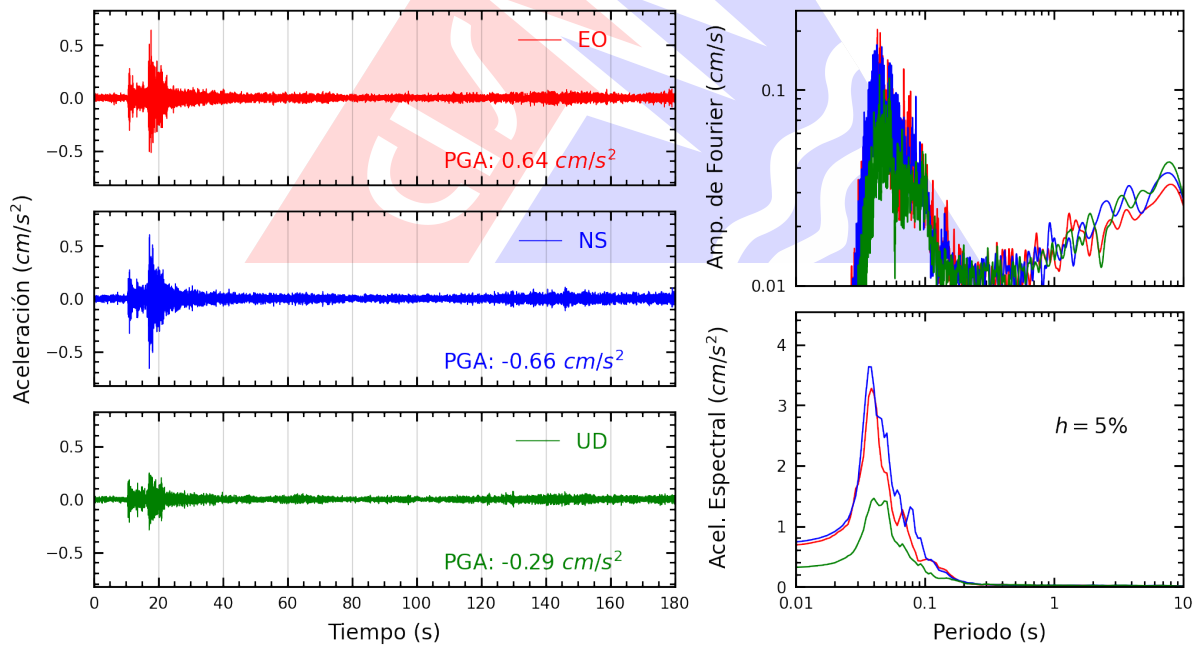 Aceleración (cm/s²)
0.5
0.0
−0.5
EO
PGA: 0.64 cm/s²
0.5
0.0
−0.5
NS
PGA: -0.66 cm/s²
0.5
0.0
−0.5
UD
PGA: -0.29 cm/s²
0 20 40 60 80 100 120 140 160 180
Tiempo (s)
Amp. de Fourier (cm/s)
0.1
0.01
Acel. Espectral (cm/s²)
4
3
2
1
0
h = 5%
0.01 0.1 1 10
Periodo (s)
CISMID